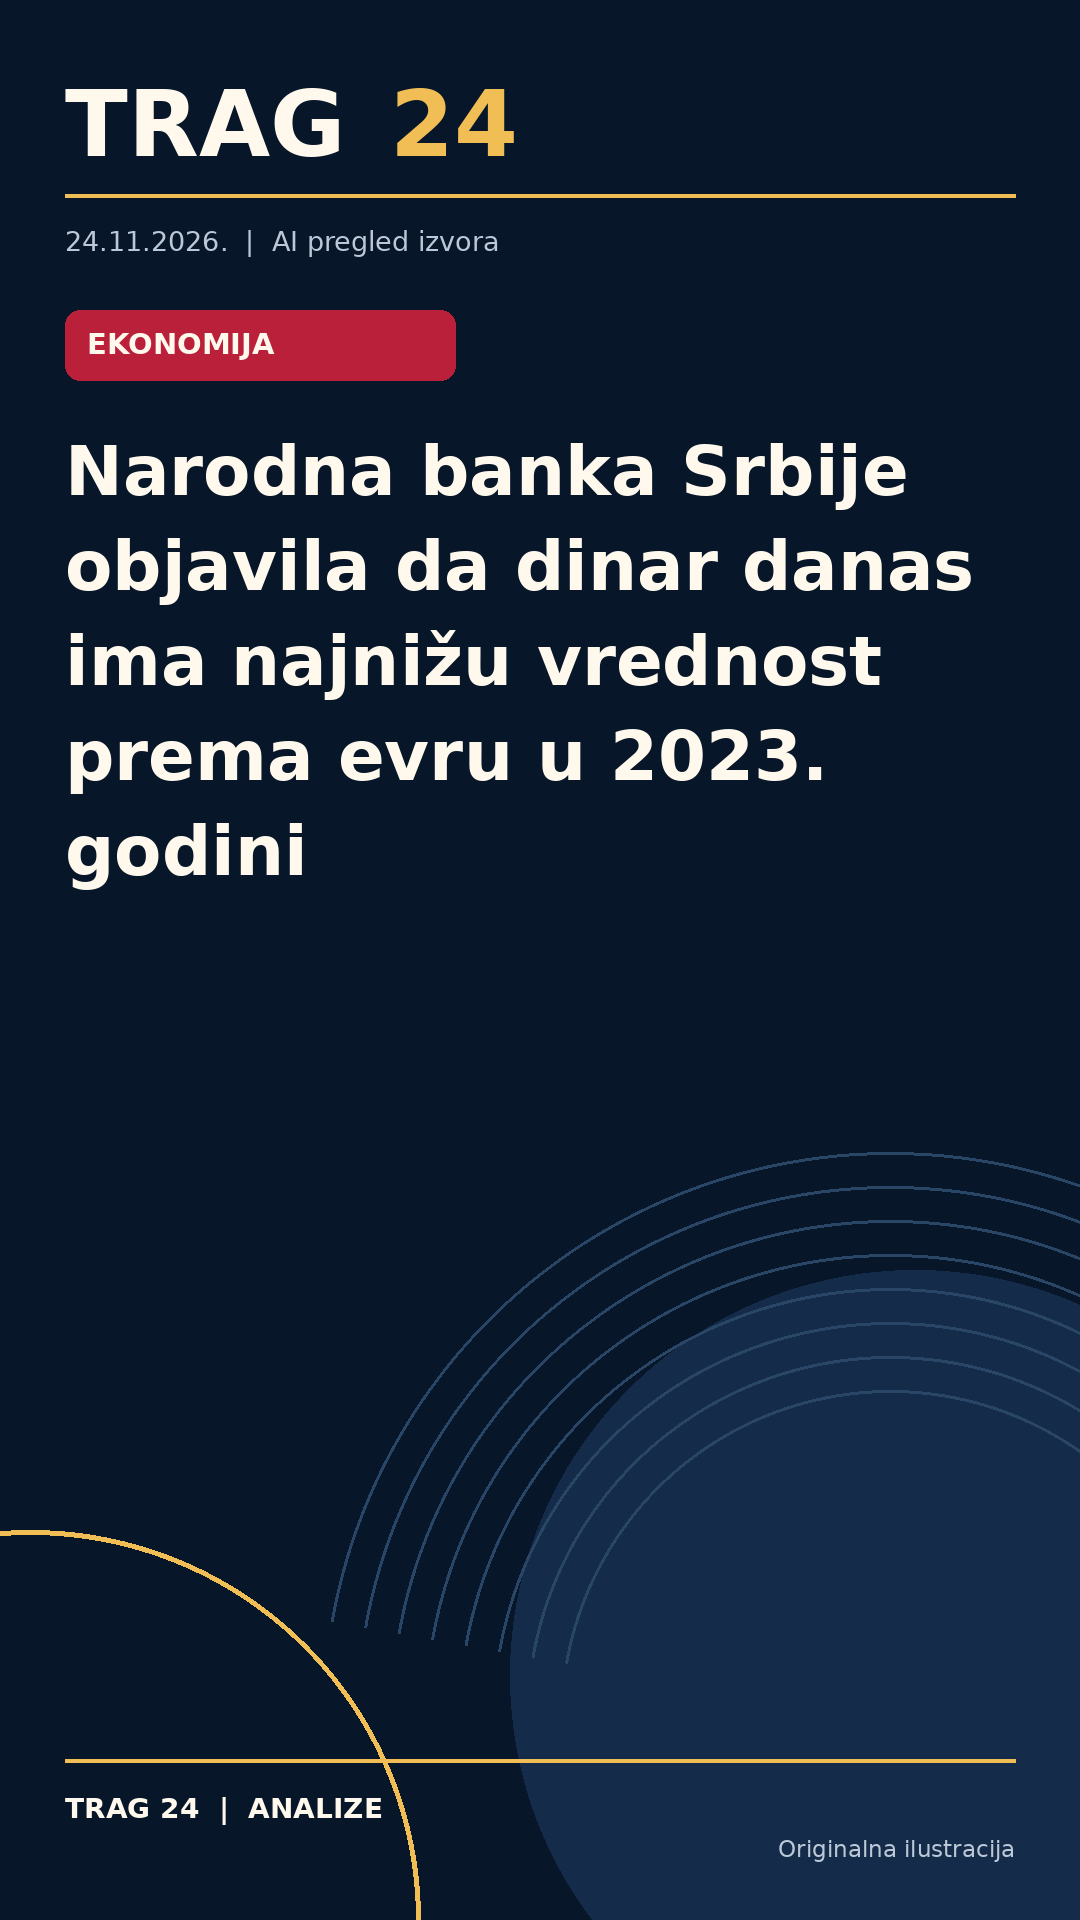 TRAG 24
24.11.2026. | AI pregled izvora
EKONOMIJA
Narodna banka Srbije
objavila da dinar danas
ima najnižu vrednost
prema evru u 2023.
godini
TRAG 24 | ANALIZE
Originalna ilustracija